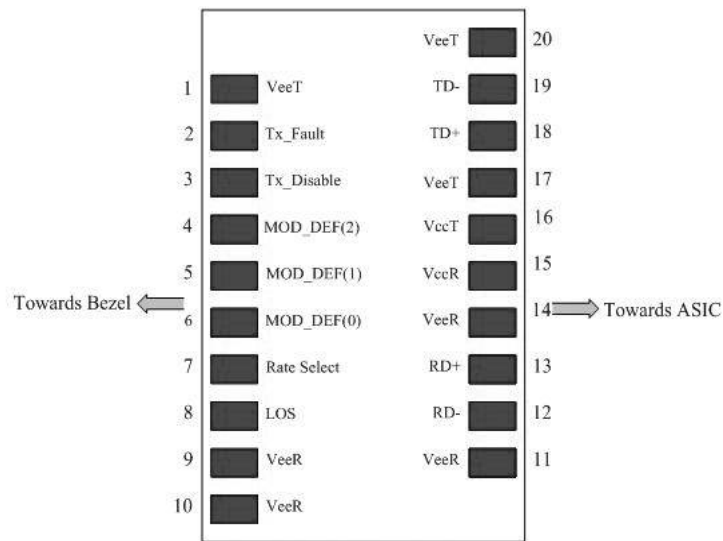 VeeT 20
1 VeeT TD- 19
2 Tx_Fault TD+ 18
3 Tx_Disable VeeT 17
4 MOD_DEF(2) VccT 16
5 MOD_DEF(1) VccR 15
Towards Bezel
6 MOD_DEF(0) VeeR 14 Towards ASIC
7 Rate Select RD+ 13
8 LOS RD- 12
9 VeeR VeeR 11
10 VeeR